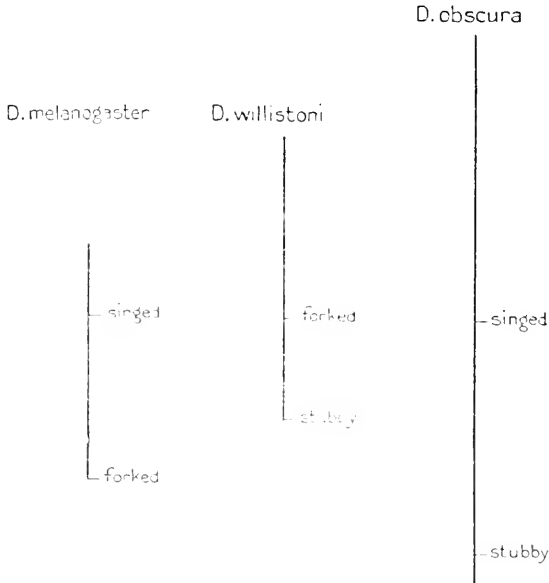 D. obscura
D. melanogaster
D. willistoni
singed
forked
singed
forked
stubby
stubby